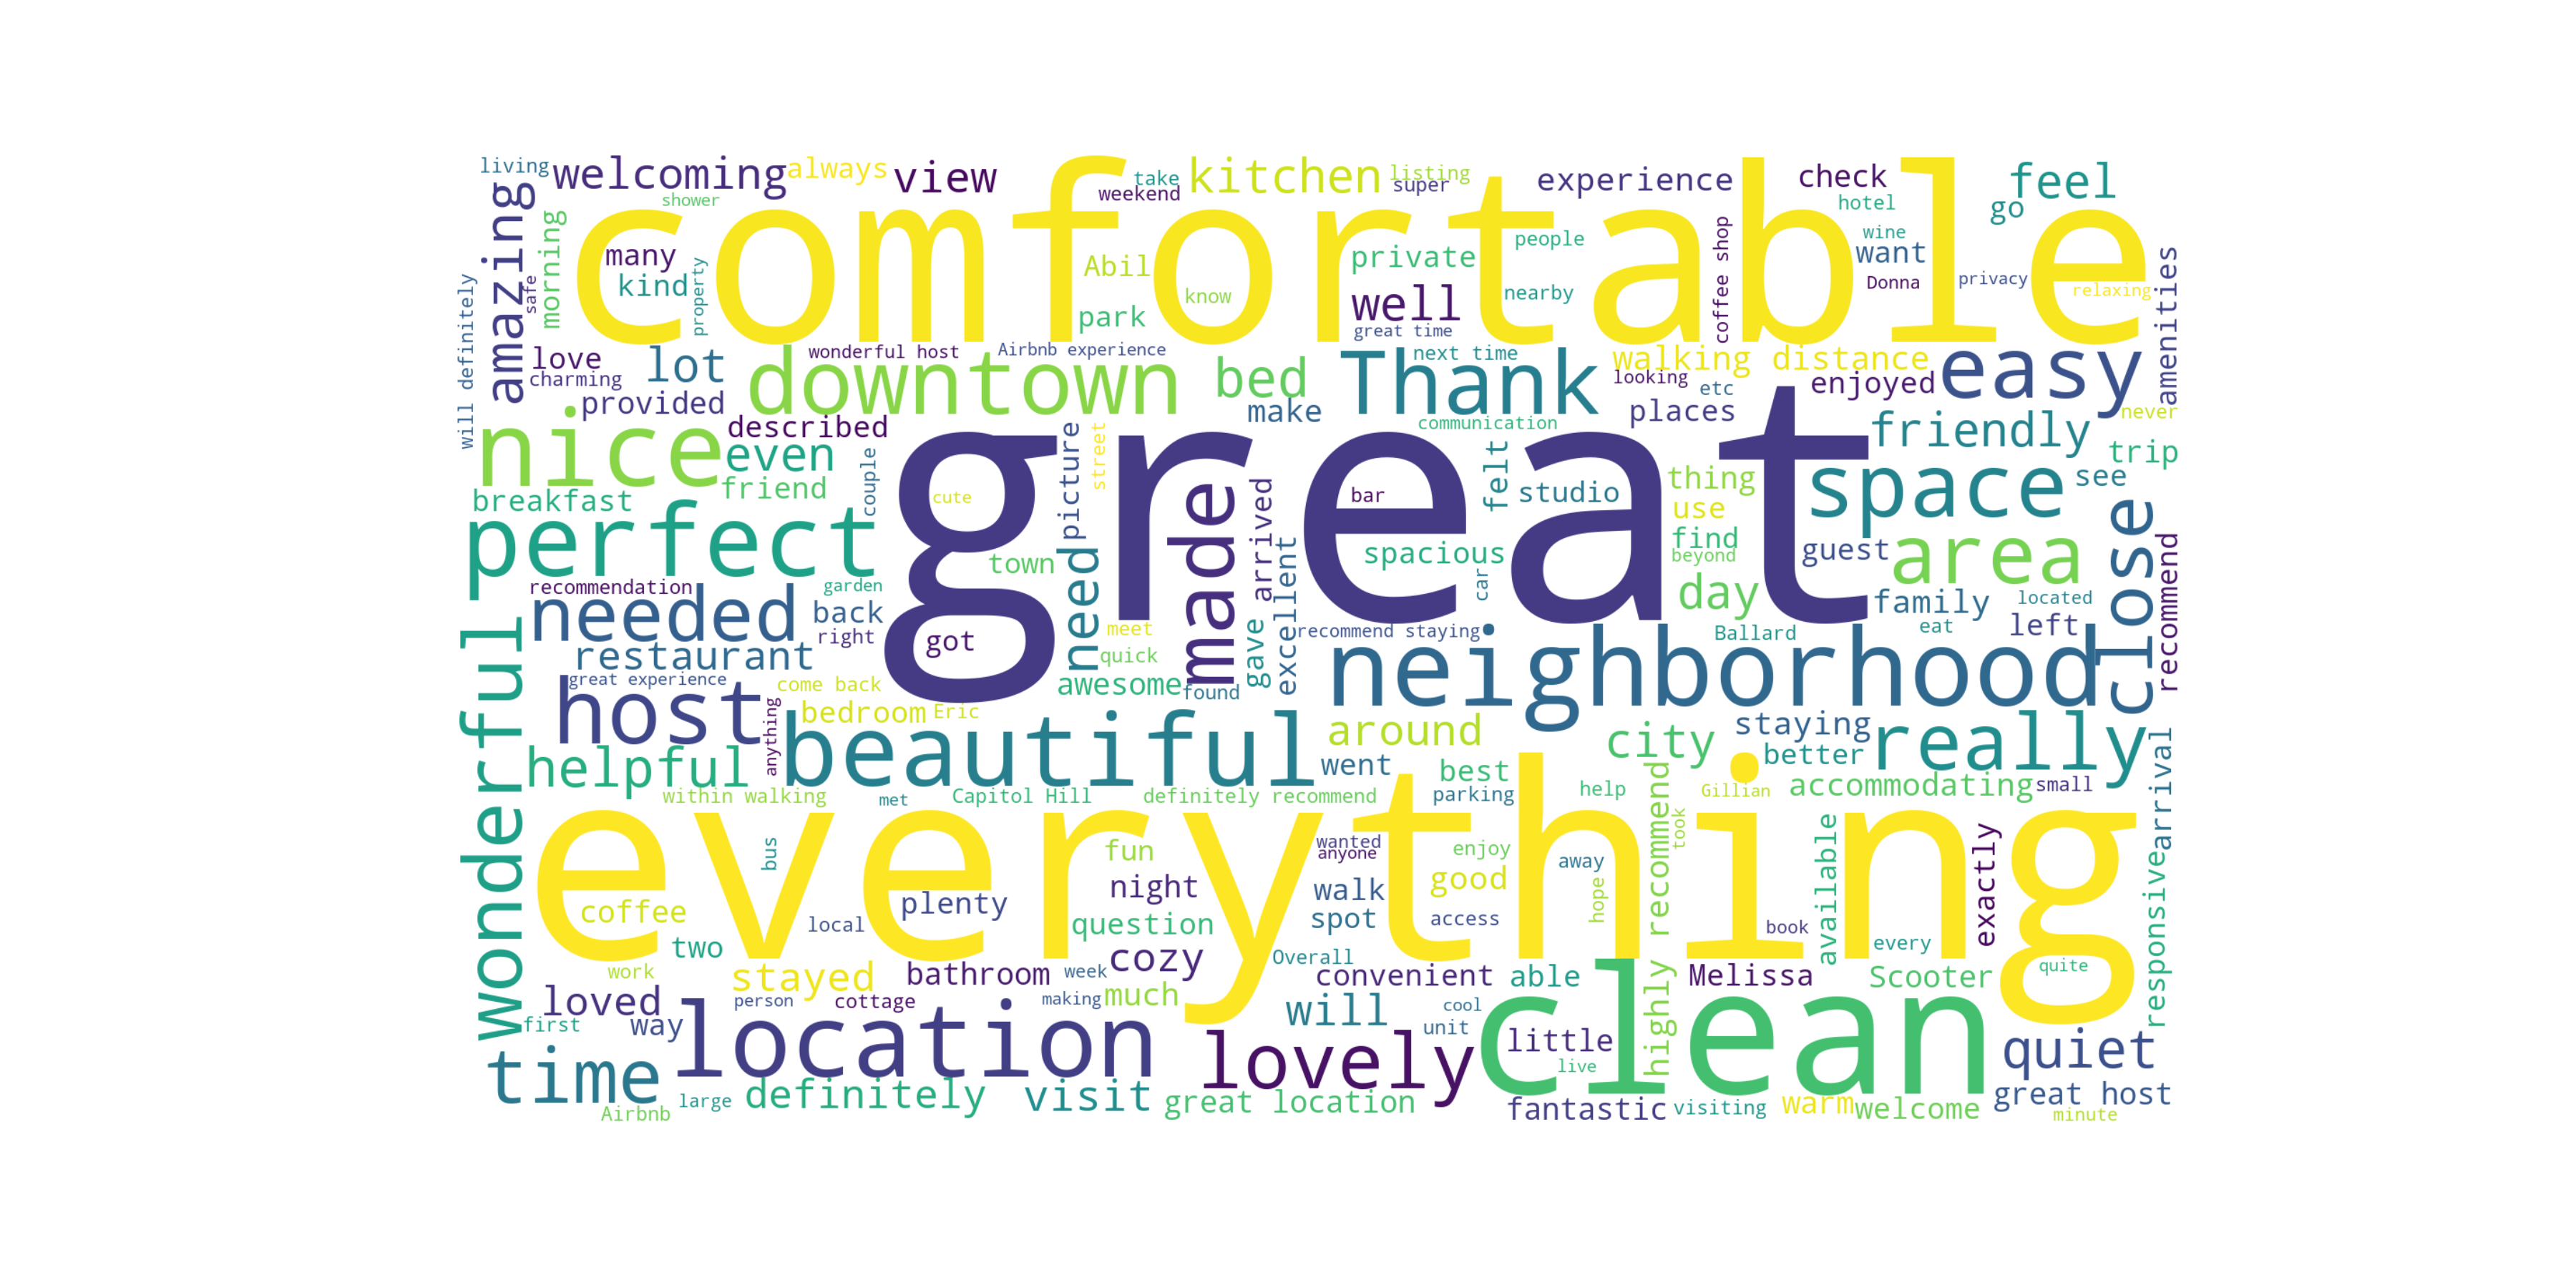 living
welcoming
always
view
take
weekend
kitchen
listing
super
experience
check
feel
shower
hotel
go
comfortable
amazing
morning
safe
many
kind
property
Abil
know
park
private
people
well
nearby
great time
coffee shop
wine
want
Donna
privacy
relaxing
amenities
will definitely
love
charming
lot
provided
wonderful host
Airbnb experience
downtown
bed
make
Thank
next time
walking distance
looking
etc
enjoyed
easy
places
never
nice
described
even
friend
couple
picture
street
communication
friendly
trip
great
cute
made
arrived
bar
felt
studio
thing
use
find
beyond
space
see
breakfast
perfect
town
need
excellent
spacious
car
guest
area
close
recommend
recommendation
garden
needed
back
right
got
meet
quick
gave
recommend staying
day
family
located
Ballard
eat
left
restaurant
great experience
come back
awesome
found
neighborhood
wonderful
host
anything
bedroom
Eric
beautiful
around
went
city
staying
better
really
helpful
best
parking
help
Gillian
accommodating
small
arrival
within walking
met
Capitol Hill
definitely recommend
everything
bus
fun
wanted
anyone
enjoy
away
took
highly recommend
available
exactly
responsive
night
walk
good
hope
coffee
plenty
local
question
spot
access
book
every
two
cozy
Overall
work
stayed
bathroom
week
convenient
able
Melissa
Scooter
quite
loved
person
cottage
making
much
will
cool
unit
little
live
clean
first
way
location
lovely
quiet
time
definitely
visit
great location
fantastic
visiting
warm
welcome
great host
Airbnb
large
minute